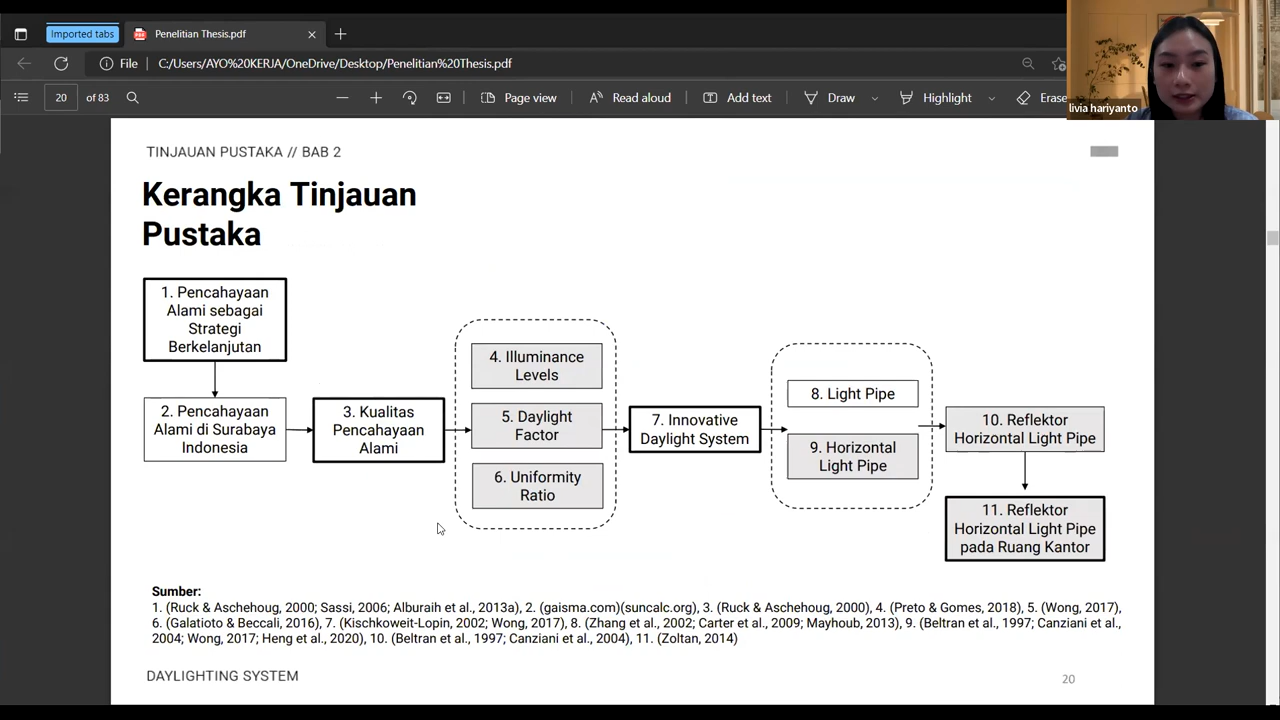 Imported tabs
Penelitian Thesis.pdf
File
C:/Users/AYO%20KERJA/OneDrive/Desktop/Penelitian%20Thesis.pdf
20 of 83
Page view
Read aloud
Add text
Draw
Highlight
Erase
livia hariyanto
TINJAUAN PUSTAKA // BAB 2
Kerangka Tinjauan
Pustaka
1. Pencahayaan
Alami sebagai
Strategi
Berkelanjutan
2. Pencahayaan
Alami di Surabaya
Indonesia
3. Kualitas
Pencahayaan
Alami
4. Illuminance
Levels
5. Daylight
Factor
6. Uniformity
Ratio
7. Innovative
Daylight System
8. Light Pipe
9. Horizontal
Light Pipe
10. Reflektor
Horizontal Light Pipe
11. Reflektor
Horizontal Light Pipe
pada Ruang Kantor
Sumber:
1. (Ruck & Aschehoug, 2000; Sassi, 2006; Alburaih et al., 2013a), 2. (gaisma.com)(suncalc.org), 3. (Ruck & Aschehoug, 2000), 4. (Preto & Gomes, 2018), 5. (Wong, 2017),
6. (Galatioto & Beccali, 2016), 7. (Kischkoweit-Lopin, 2002; Wong, 2017), 8. (Zhang et al., 2002; Carter et al., 2009; Mayhoub, 2013), 9. (Beltran et al., 1997; Canziani et al.,
2004; Wong, 2017; Heng et al., 2020), 10. (Beltran et al., 1997; Canziani et al., 2004), 11. (Zoltan, 2014)
DAYLIGHTING SYSTEM
20